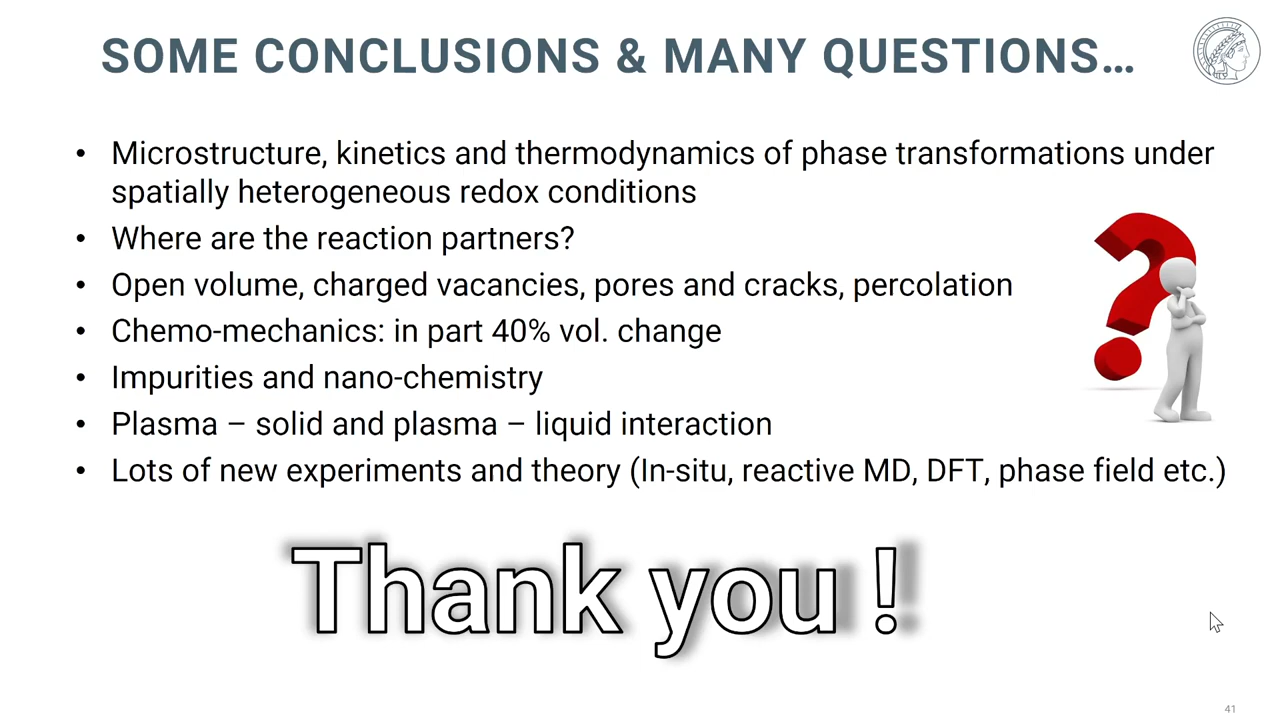 SOME CONCLUSIONS & MANY QUESTIONS…
• Microstructure, kinetics and thermodynamics of phase transformations under
spatially heterogeneous redox conditions
• Where are the reaction partners?
• Open volume, charged vacancies, pores and cracks, percolation
• Chemo-mechanics: in part 40% vol. change
• Impurities and nano-chemistry
• Plasma – solid and plasma – liquid interaction
• Lots of new experiments and theory (In-situ, reactive MD, DFT, phase field etc.)
Thank you !
41